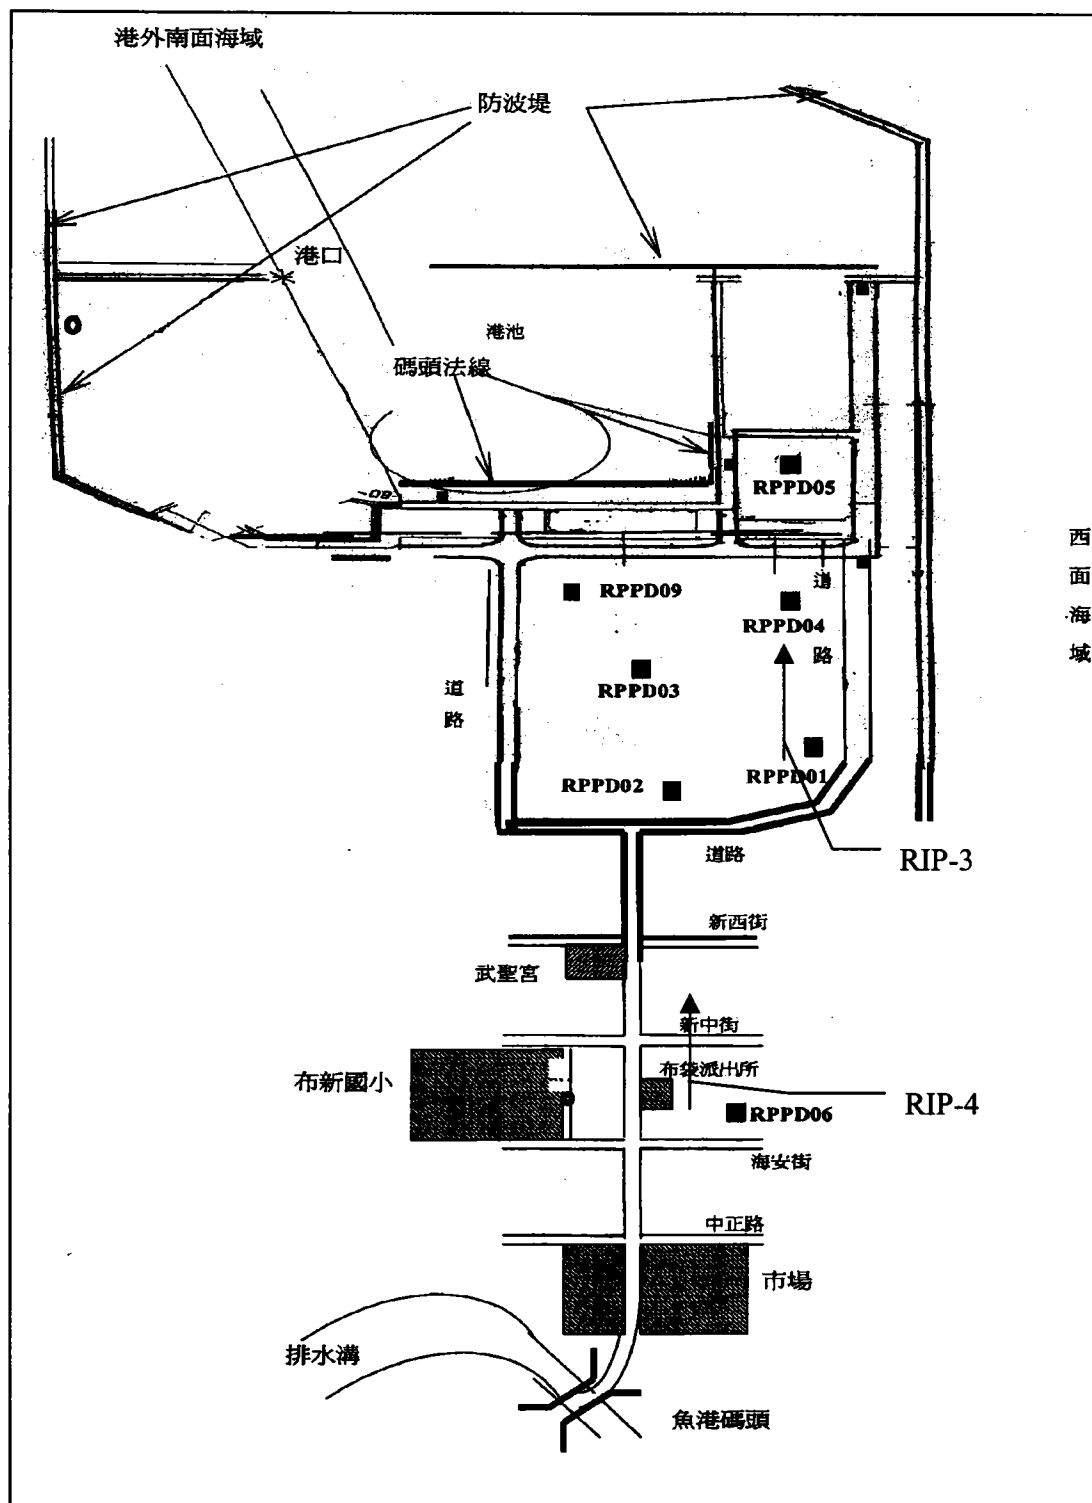 港外南面海域
防波堤
港口
港池
碼頭法線
RPPD05
西面海域
道路
RPPD09
RPPD04
RPPD03
道路
RPPD02
RPPD01
道路
RIP-3
新西街
武聖宮
新中街
布新國小
布袋派出所
RIP-4
RPPD06
海安街
中正路
市場
排水溝
魚港碼頭